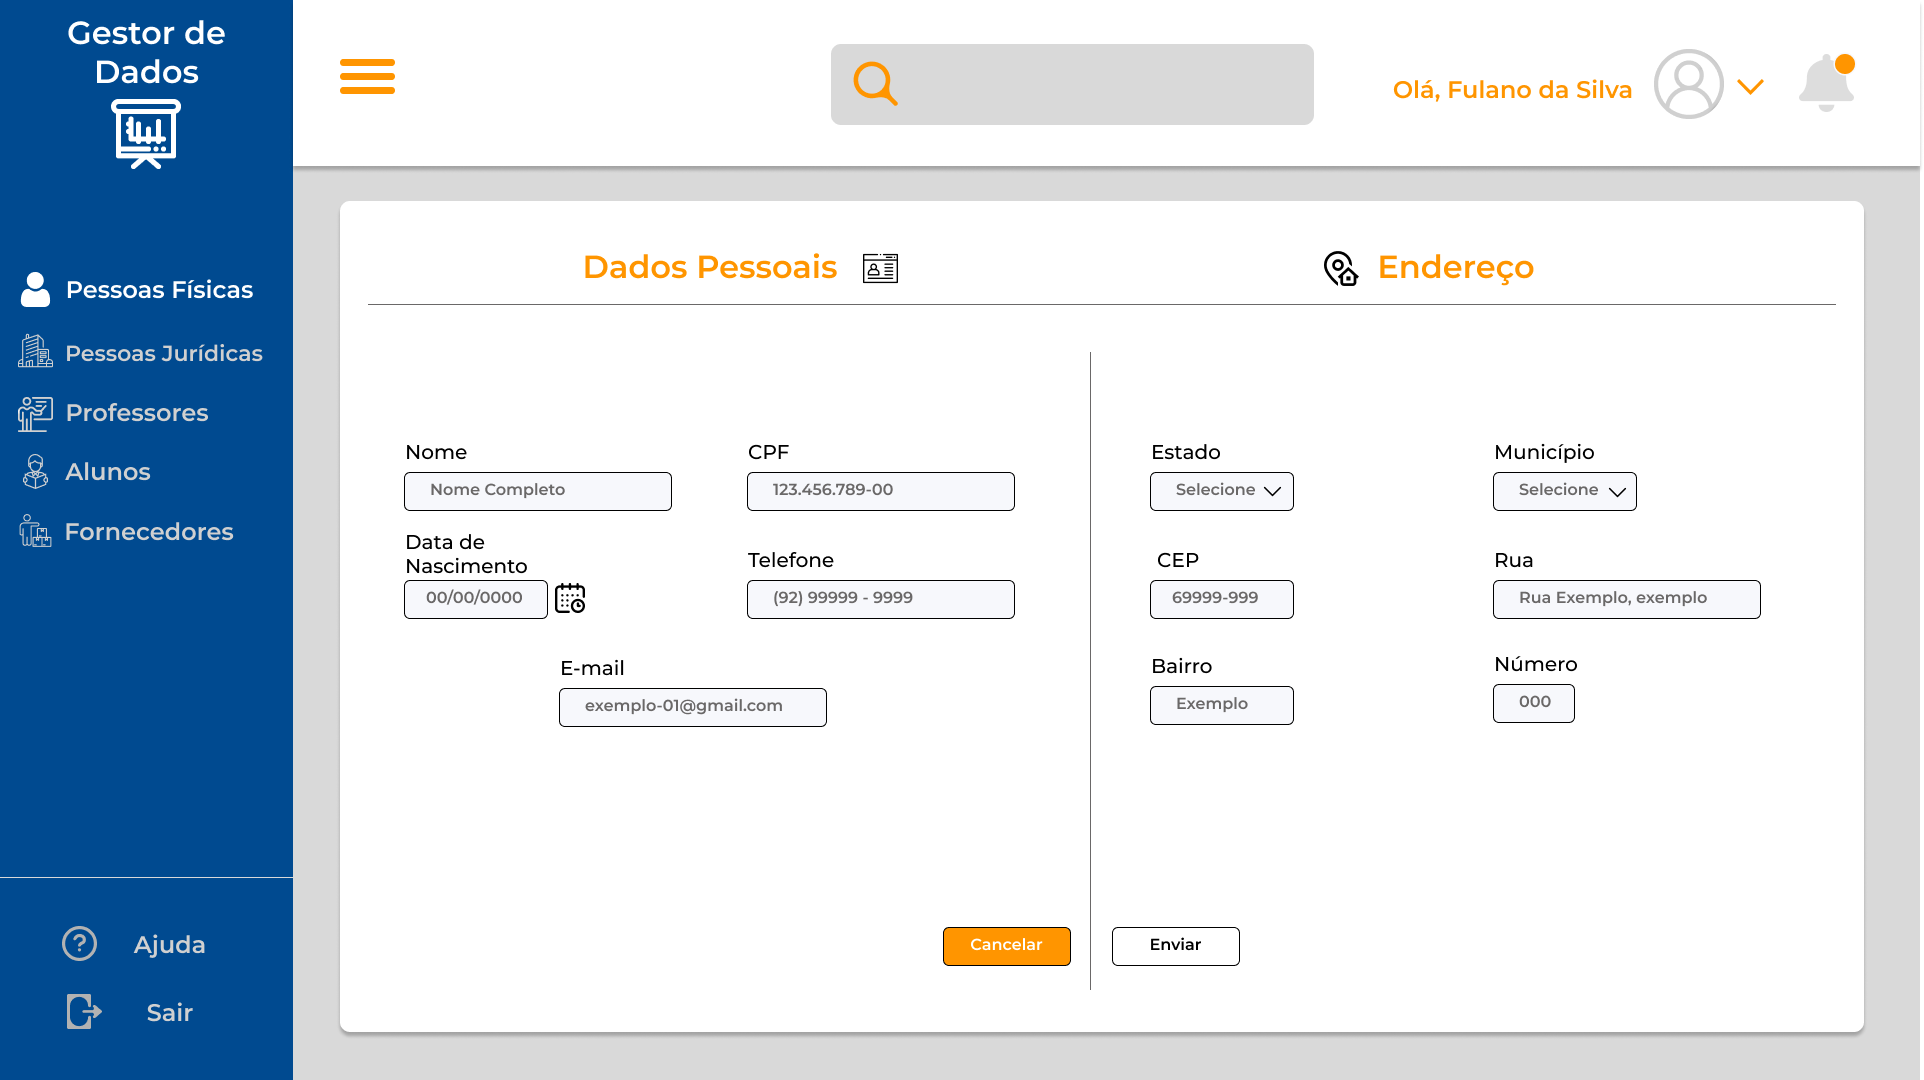 Gestor de
Dados
Pessoas Físicas
Pessoas Jurídicas
Professores
Alunos
Fornecedores
Ajuda
Sair
Olá, Fulano da Silva
Dados Pessoais
Endereço
Nome
Nome Completo
CPF
123.456.789-00
Data de
Nascimento
00/00/0000
Telefone
(92) 99999 - 9999
E-mail
exemplo-01@gmail.com
Estado
Selecione
Município
Selecione
CEP
69999-999
Rua
Rua Exemplo, exemplo
Bairro
Exemplo
Número
000
Cancelar
Enviar